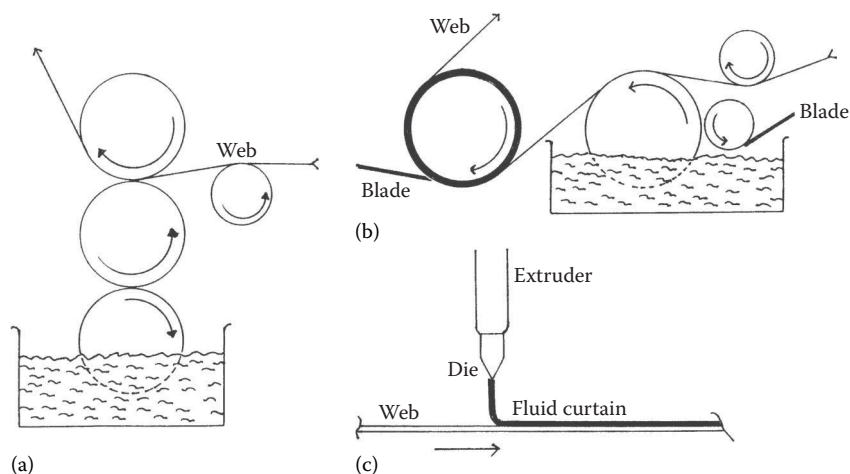 Web
(a)
Web
Blade
Blade
(b)
Extruder
Die
Web
Fluid curtain
(c)